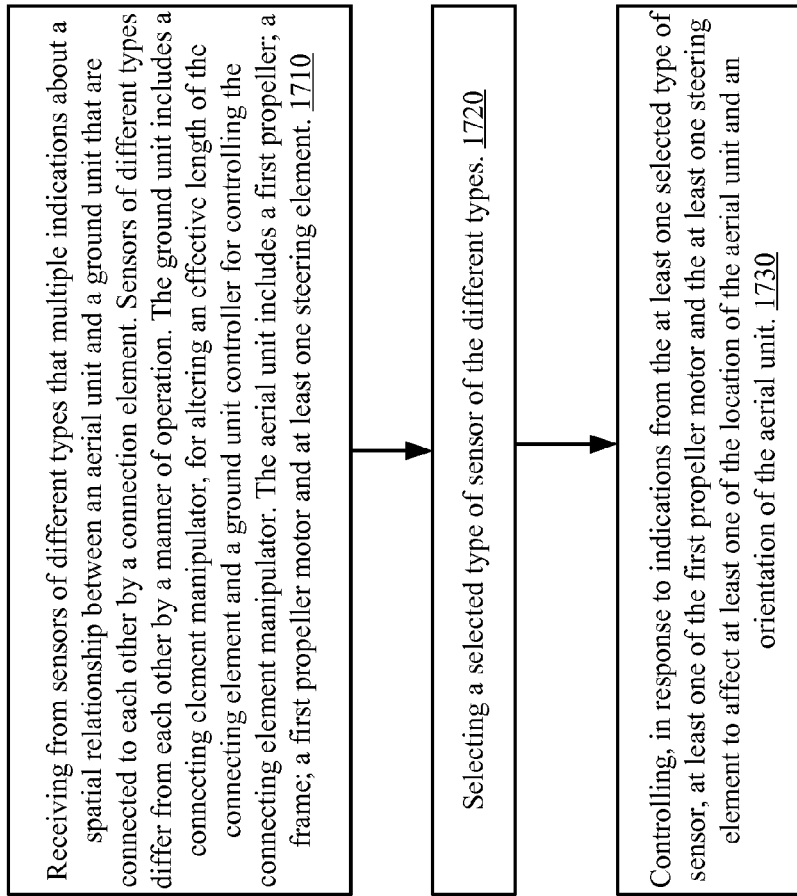 Receiving from sensors of different types that multiple indications about a
spatial relationship between an aerial unit and a ground unit that are
connected to each other by a connection element. Sensors of different types
differ from each other by a manner of operation. The ground unit includes a
connecting element manipulator, for altering an effective length of the
connecting element and a ground unit controller for controlling the
connecting element manipulator. The aerial unit includes a first propeller; a
frame; a first propeller motor and at least one steering element. 1710
Selecting a selected type of sensor of the different types. 1720
Controlling, in response to indications from the at least one selected type of
sensor, at least one of the first propeller motor and the at least one steering
element to affect at least one of the location of the aerial unit and an
orientation of the aerial unit. 1730